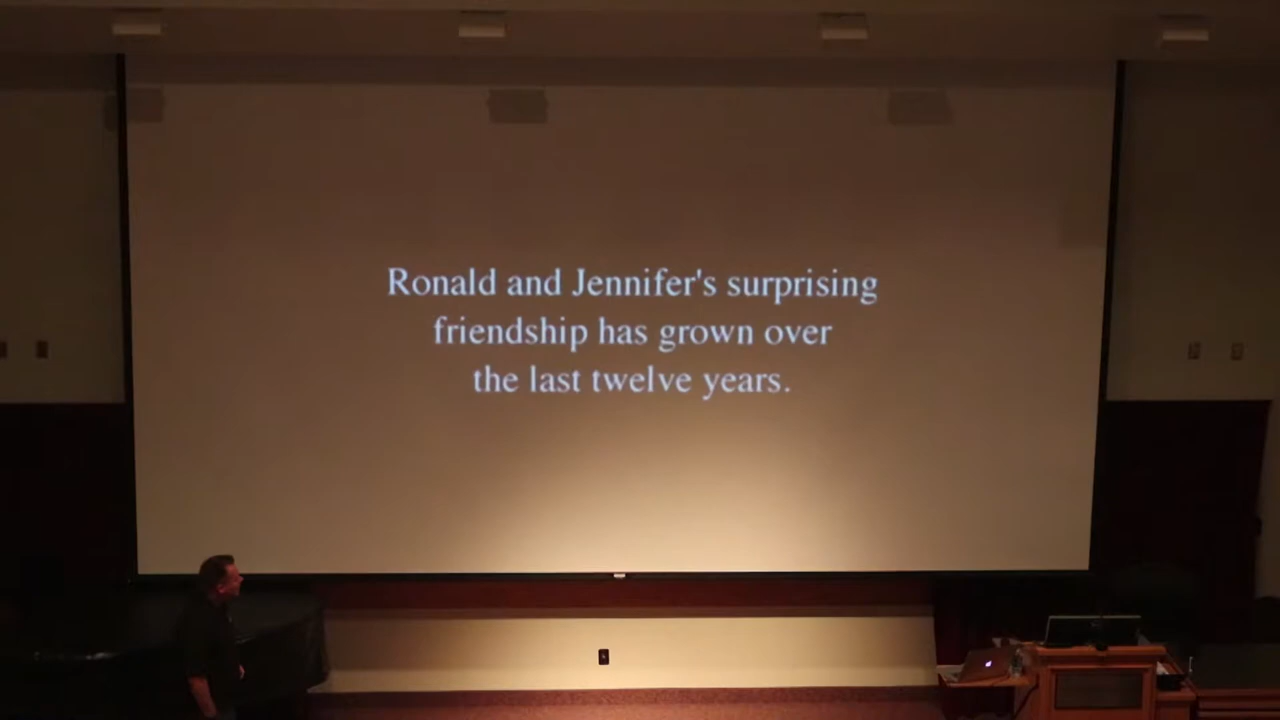 Ronald and Jennifer's surprising
friendship has grown over
the last twelve years.